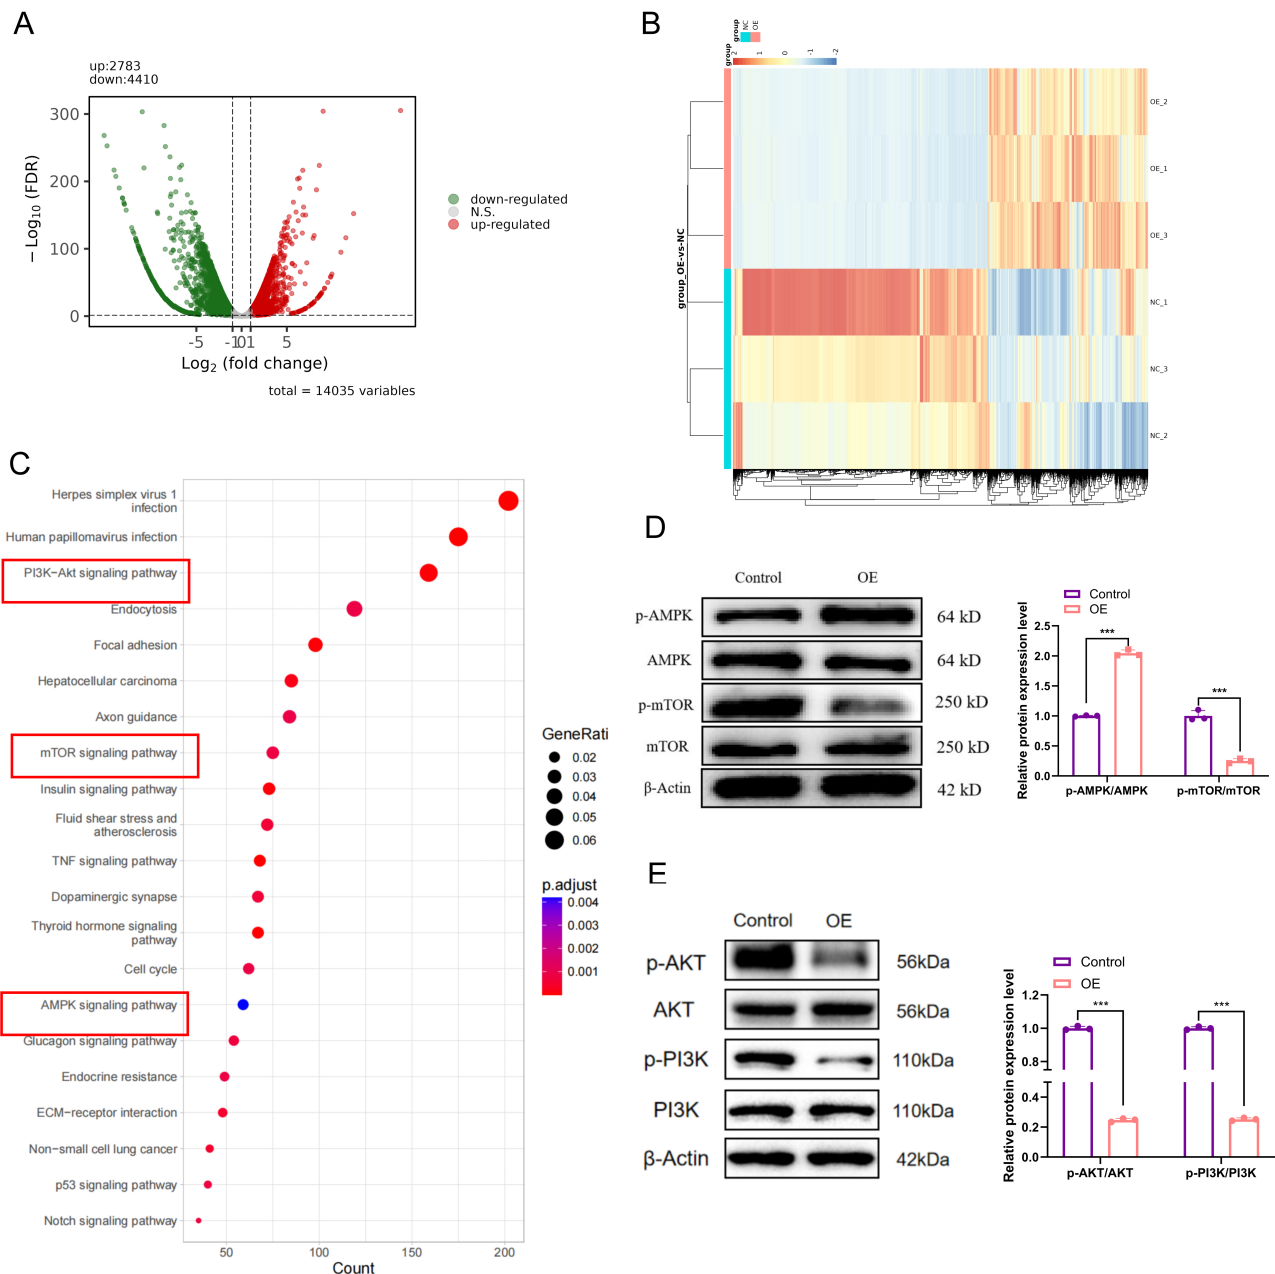 A
up:2783
down:4410
300
200
100
0
−Log10 (FDR)
-5
-1
0
1
5
Log2 (fold change)
total = 14035 variables
down-regulated
N.S.
up-regulated
B
group
NC
OE
group
2
1
0
-1
-2
group_OE-vs-NC
OE_2
OE_1
OE_3
NC_1
NC_3
NC_2
C
Herpes simplex virus 1
infection
Human papillomavirus infection
PI3K−Akt signaling pathway
Endocytosis
Focal adhesion
Hepatocellular carcinoma
Axon guidance
mTOR signaling pathway
Insulin signaling pathway
Fluid shear stress and
atherosclerosis
TNF signaling pathway
Dopaminergic synapse
Thyroid hormone signaling
pathway
Cell cycle
AMPK signaling pathway
Glucagon signaling pathway
Endocrine resistance
ECM−receptor interaction
Non−small cell lung cancer
p53 signaling pathway
Notch signaling pathway
50
100
150
200
Count
GeneRati
0.02
0.03
0.04
0.05
0.06
p.adjust
0.004
0.003
0.002
0.001
D
Control
OE
p-AMPK
64 kD
AMPK
64 kD
p-mTOR
250 kD
mTOR
250 kD
β-Actin
42 kD
Control
OE
Relative protein expression level
2.5
2.0
1.5
1.0
0.5
0.0
***
***
p-AMPK/AMPK
p-mTOR/mTOR
E
Control
OE
p-AKT
56kDa
AKT
56kDa
p-PI3K
110kDa
PI3K
110kDa
β-Actin
42kDa
Control
OE
Relative protein expression level
1.2
1.0
0.8
0.4
0.2
0.0
***
***
p-AKT/AKT
p-PI3K/PI3K